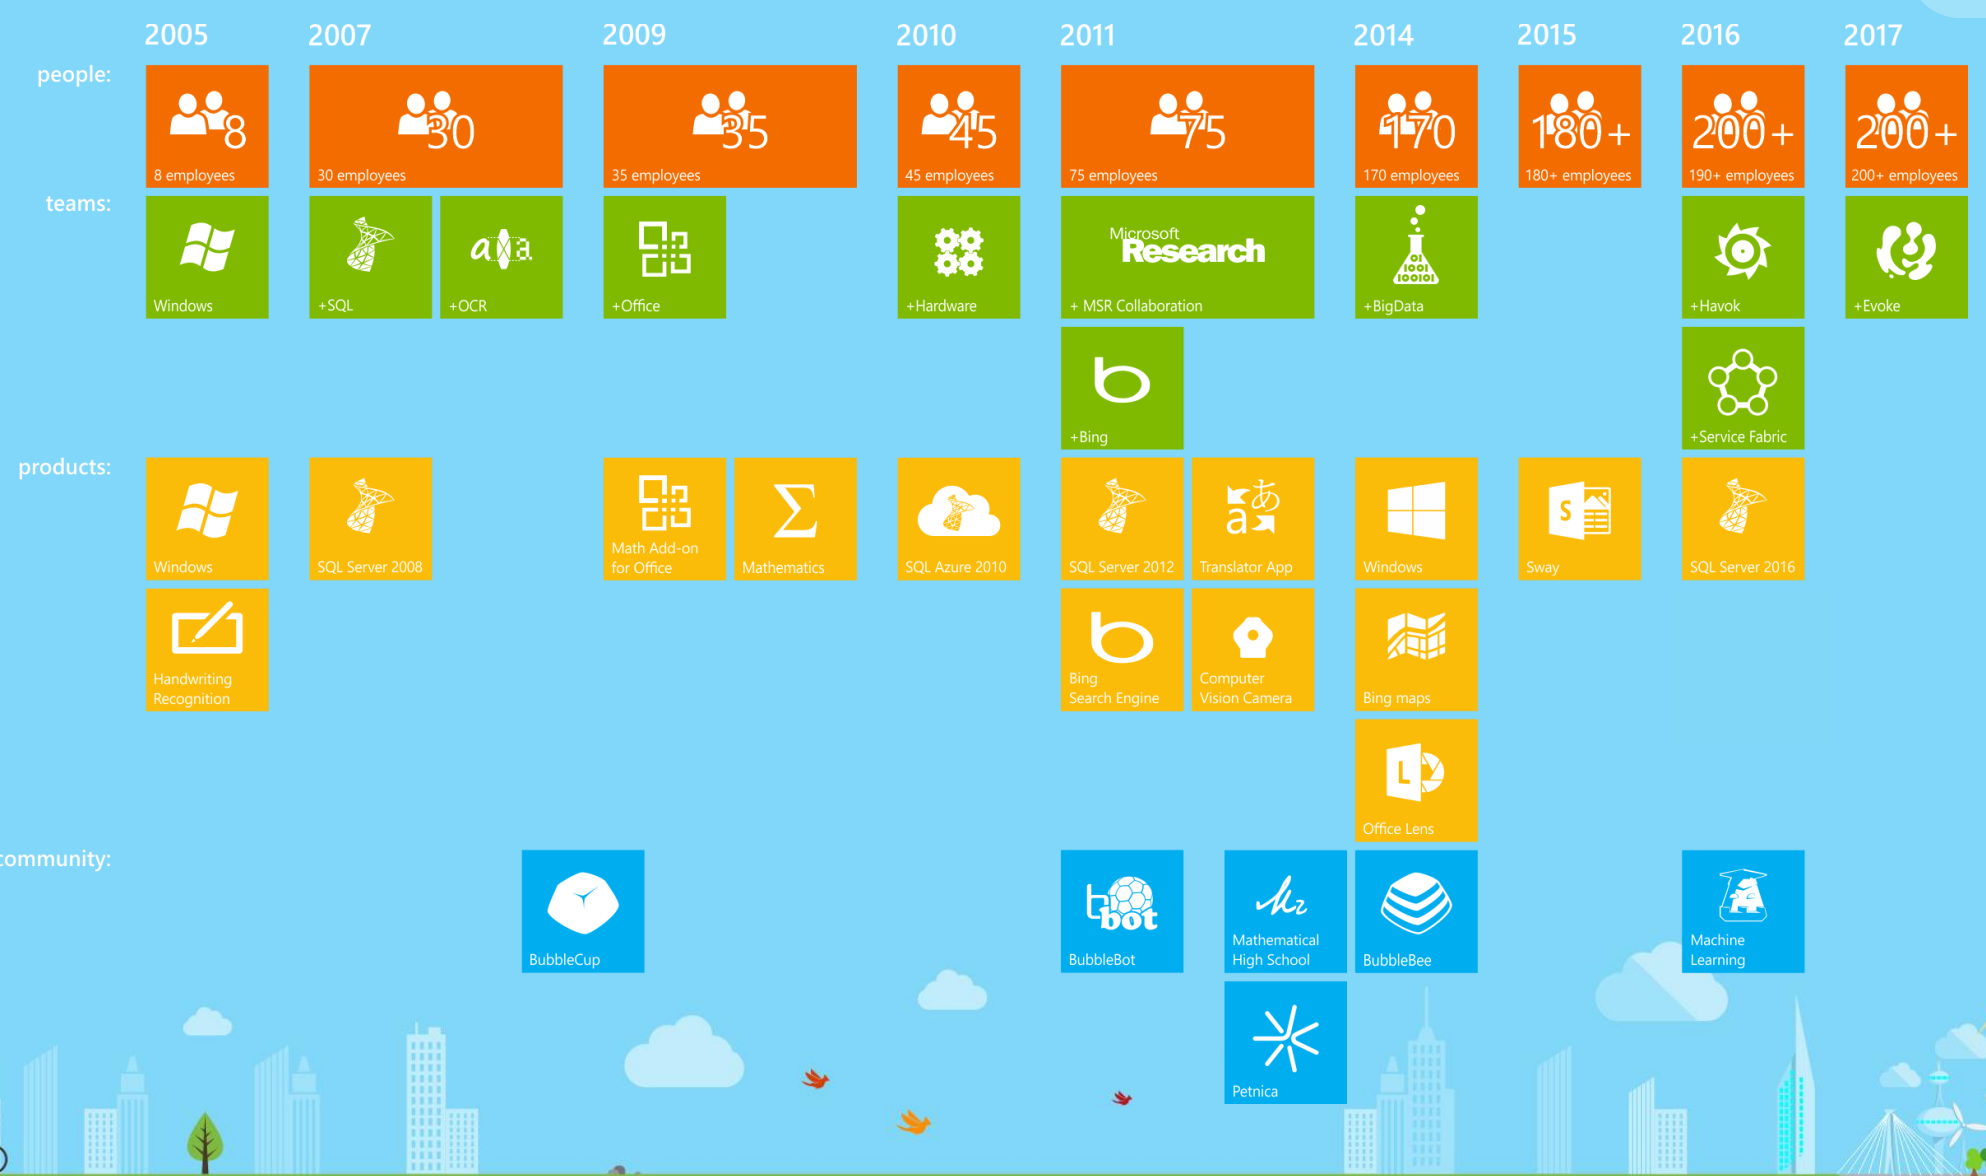 2005
2007
2009
2010
2011
2014
2015
2016
2017
people:
8
8 employees
30
30 employees
35
35 employees
45
45 employees
75
75 employees
170
170 employees
180+
180+ employees
200+
190+ employees
200+
200+ employees
teams:
Windows
+SQL
a a
+OCR
+Office
+Hardware
Microsoft
Research
+ MSR Collaboration
01
1001
100101
+BigData
+Havok
+Evoke
b
+Bing
+Service Fabric
products:
Windows
SQL Server 2008
Math Add-on
for Office
Σ
Mathematics
SQL Azure 2010
SQL Server 2012
あ
a
Translator App
Windows
S
Sway
SQL Server 2016
Handwriting
Recognition
b
Bing
Search Engine
Computer
Vision Camera
Bing maps
L
Office Lens
community:
BubbleCup
bbot
BubbleBot
Mathematical
High School
BubbleBee
Machine
Learning
Petnica